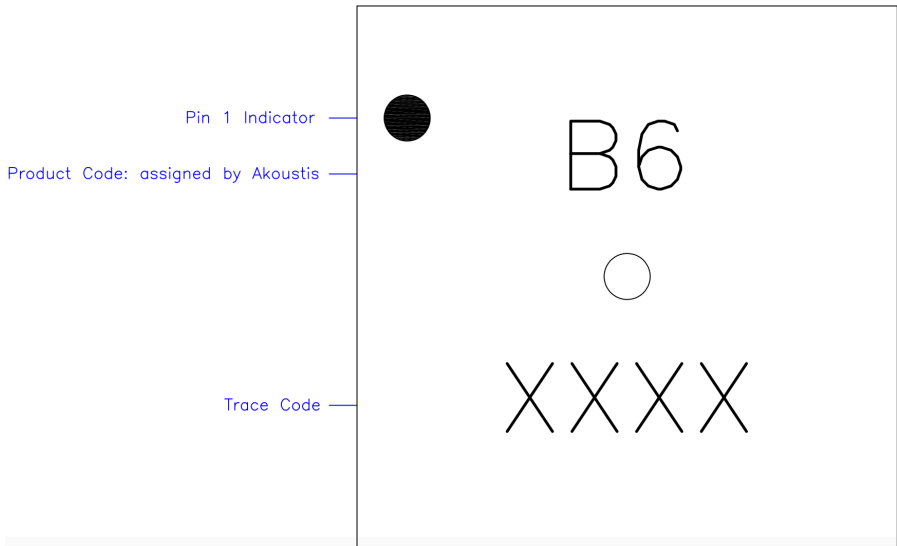 Pin 1 Indicator
B6
Product Code: assigned by Akoustis
Trace Code
XXXX